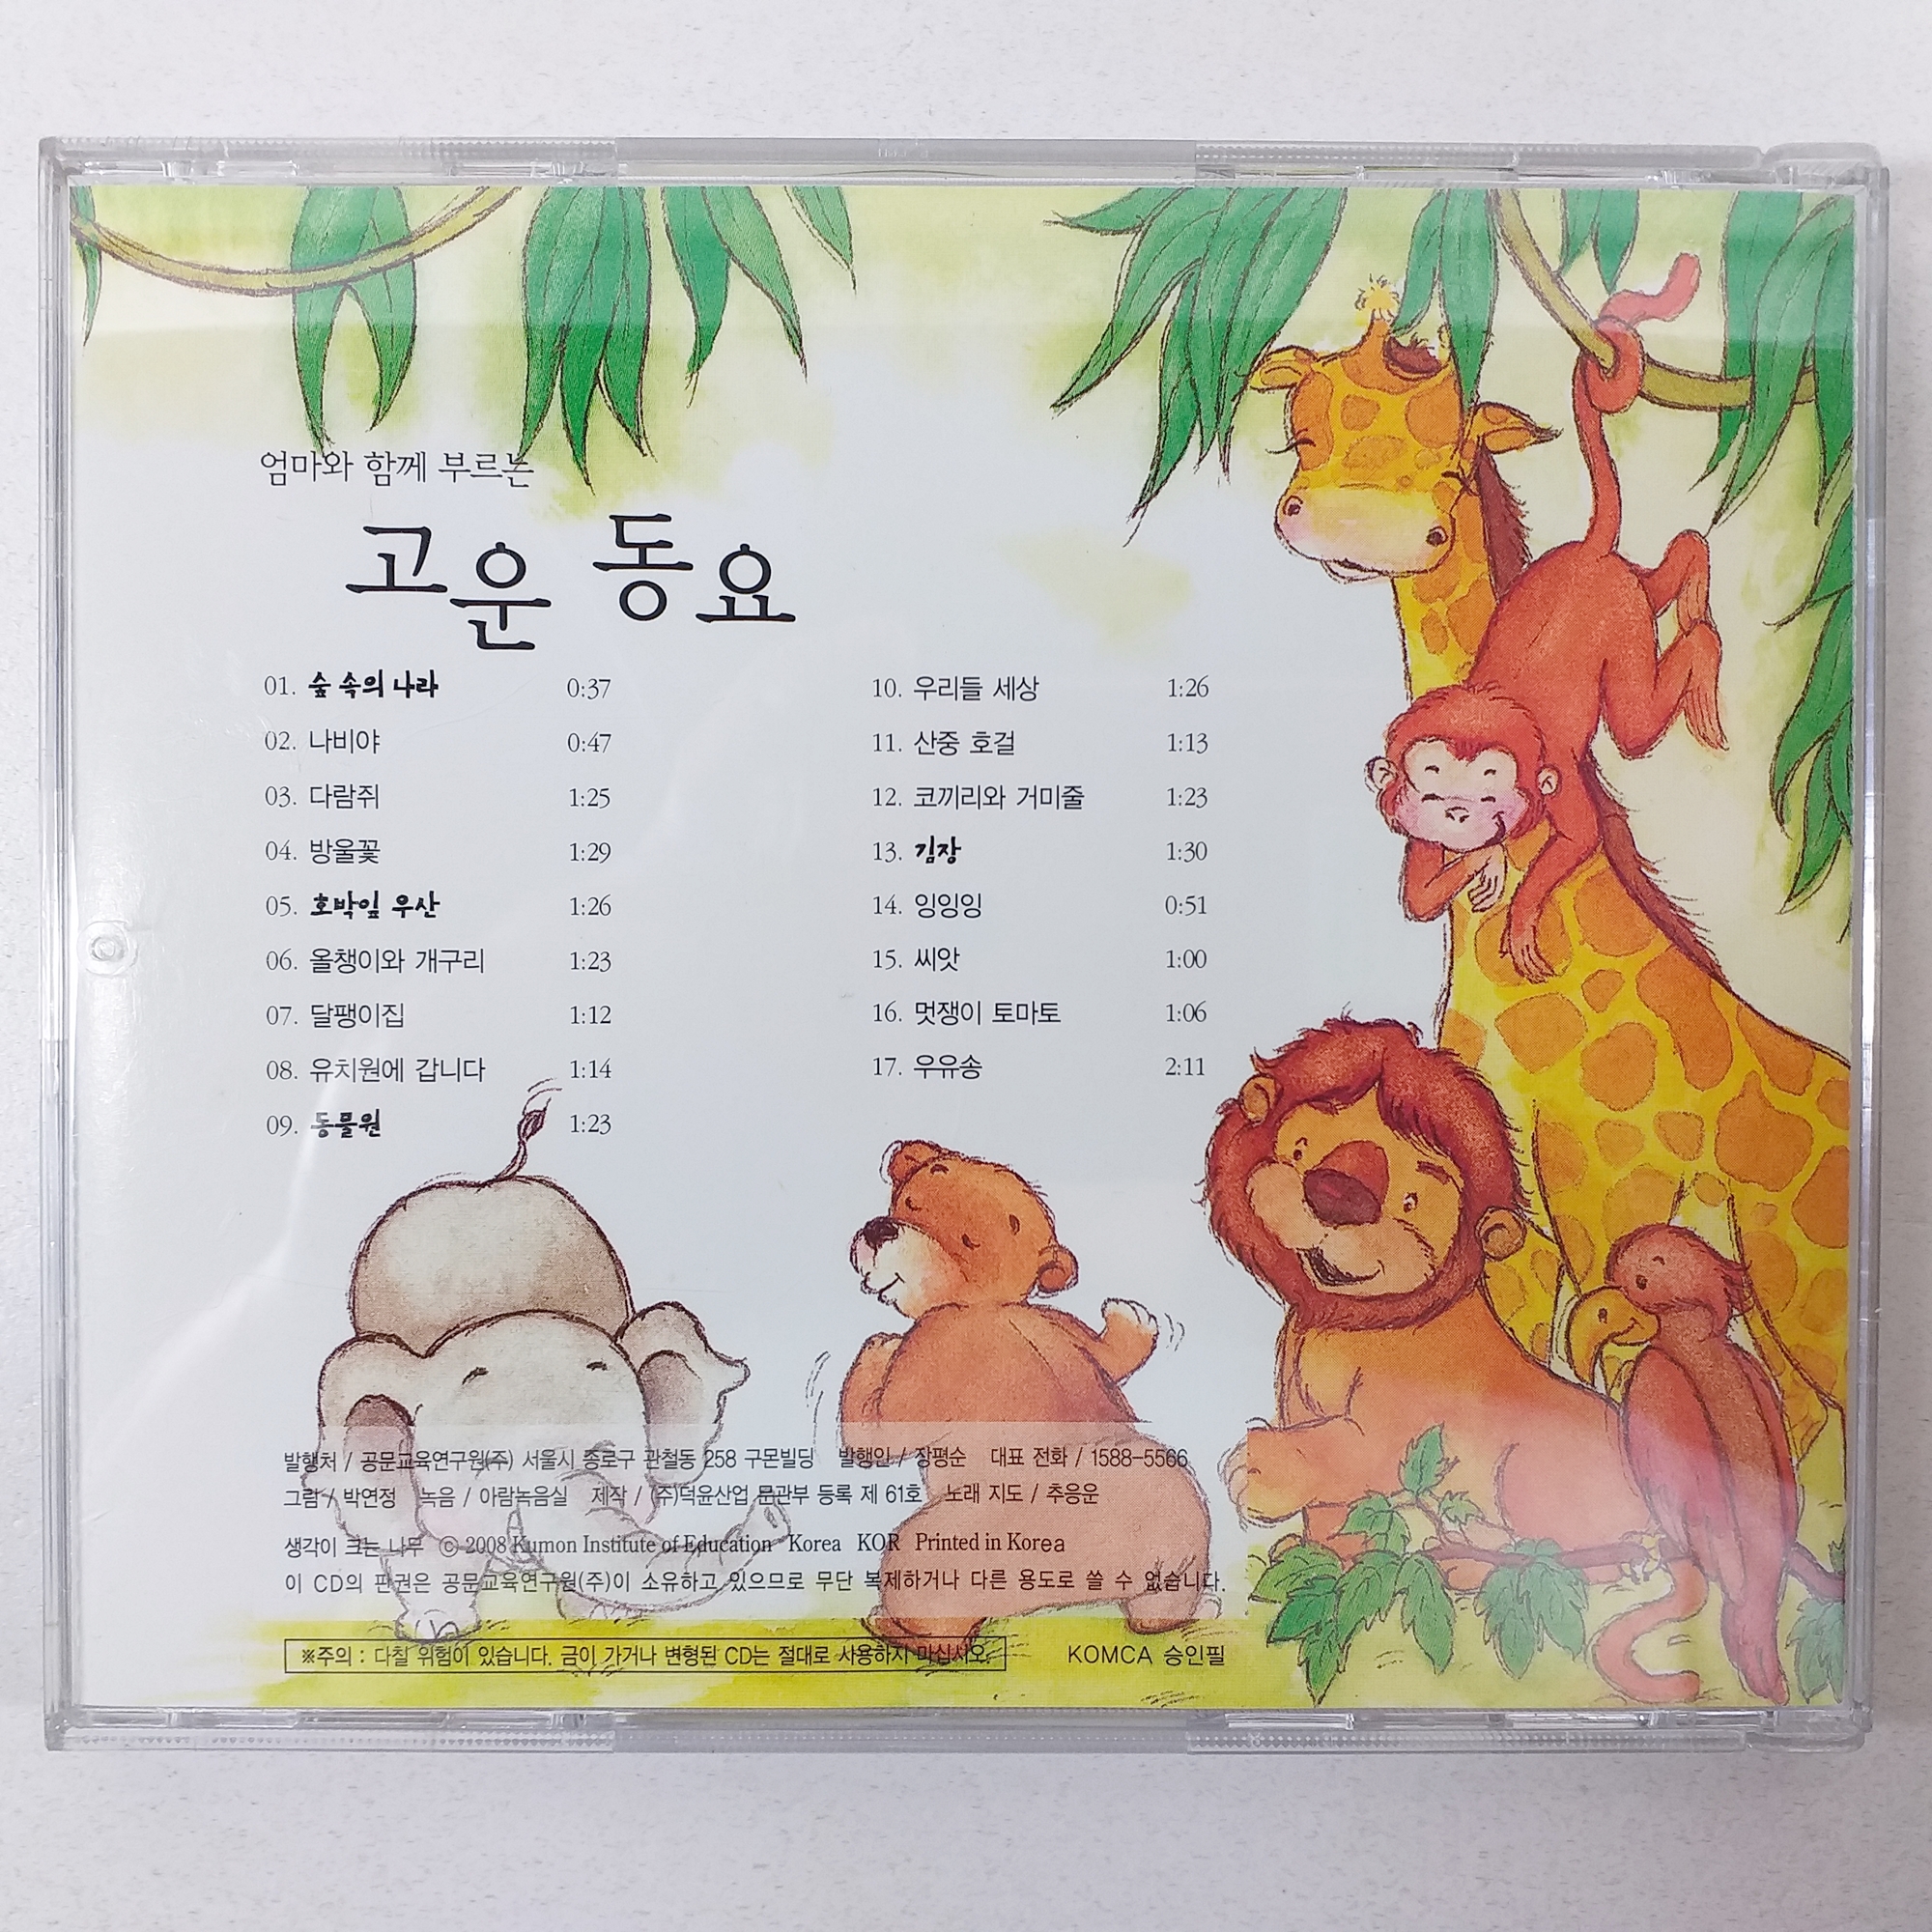 엄마와 함께 부르는
고운 동요
01. 숲 속의 나라 0:37
02. 나비야 0:47
03. 다람쥐 1:25
04. 방울꽃 1:29
05. 호박잎 우산 1:26
06. 올챙이와 개구리 1:23
07. 달팽이집 1:12
08. 유치원에 갑니다 1:14
09. 동물원 1:23
10. 우리들 세상 1:26
11. 산중 호걸 1:13
12. 코끼리와 거미줄 1:23
13. 김장 1:30
14. 잉잉잉 0:51
15. 씨앗 1:00
16. 멋쟁이 토마토 1:06
17. 우유송 2:11
발행처 / 공문교육연구원(주) 서울시 종로구 관철동 258 구몬빌딩 발행인 / 장평순 대표 전화 / 1588-5566
그림 / 박연정 녹음 / 아람녹음실 제작 / (주)덕윤산업 문관부 등록 제 61호 노래 지도 / 추응운
생각이 크는 나무 © 2008 Kumon Institute of Education Korea KOR Printed in Korea
이 CD의 판권은 공문교육연구원(주)이 소유하고 있으므로 무단 복제하거나 다른 용도로 쓸 수 없습니다.
※주의 : 다칠 위험이 있습니다. 금이 가거나 변형된 CD는 절대로 사용하지 마십시오.
KOMCA 승인필